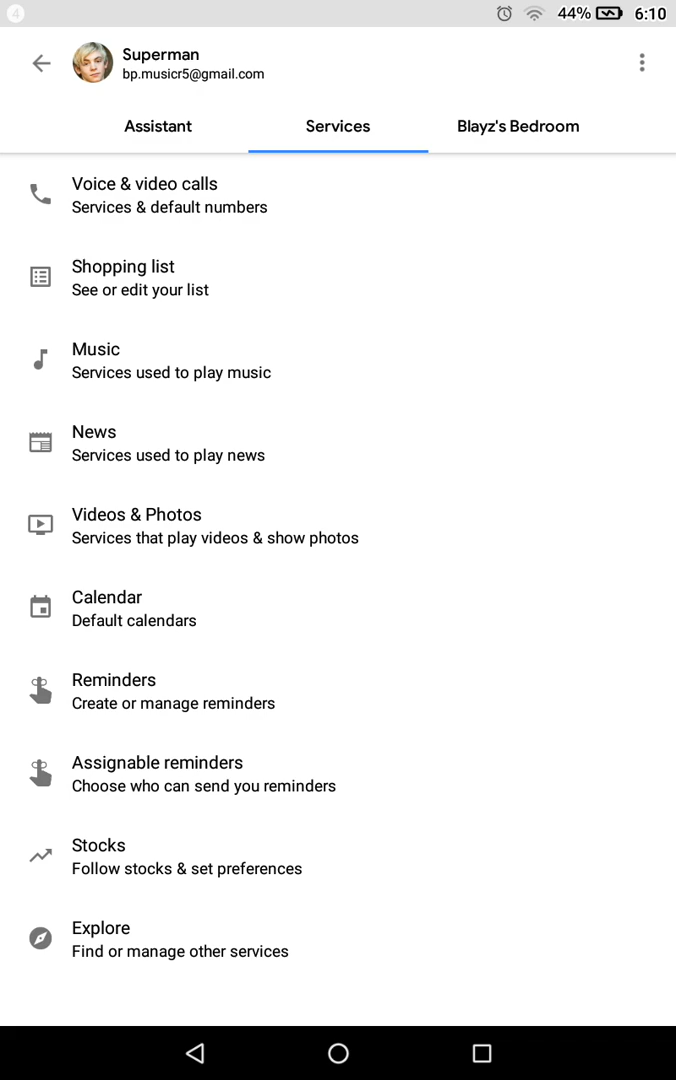 4
44%
6:10
Superman
bp.musicr5@gmail.com
Assistant
Services
Blayz's Bedroom
Voice & video calls
Services & default numbers
Shopping list
See or edit your list
Music
Services used to play music
News
Services used to play news
Videos & Photos
Services that play videos & show photos
Calendar
Default calendars
Reminders
Create or manage reminders
Assignable reminders
Choose who can send you reminders
Stocks
Follow stocks & set preferences
Explore
Find or manage other services